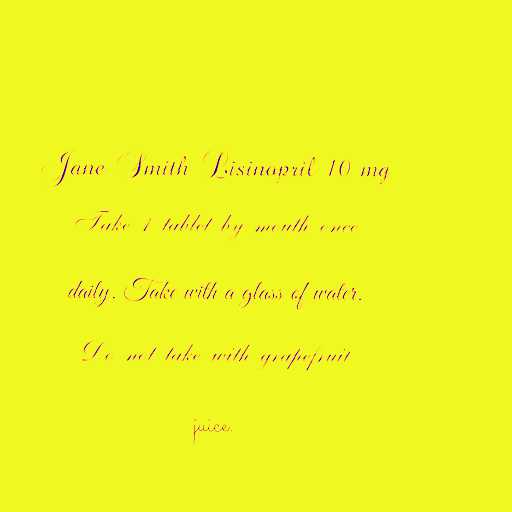 Jane Smith Lisinopril 10 mg
Take 1 tablet by mouth once
daily. Take with a glass of water.
Do not take with grapefruit
juice.